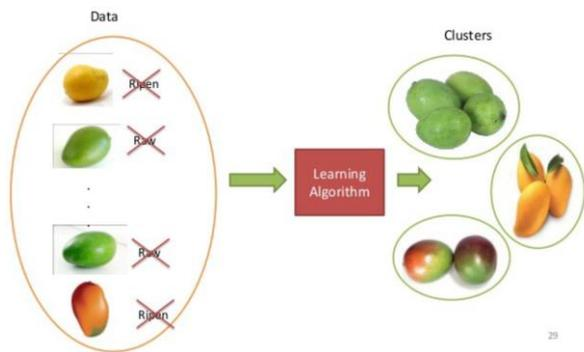 Data
Clusters
Ripen
Raw
Learning
Algorithm
Raw
Ripen
29